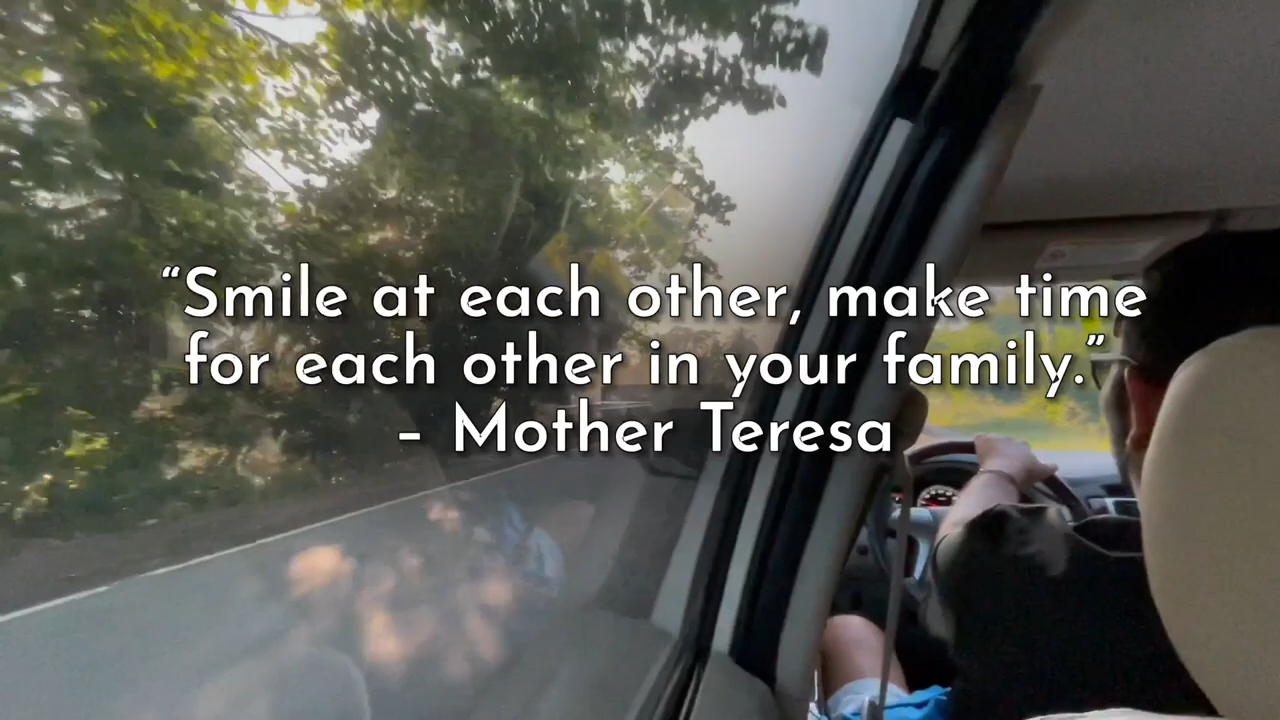 “Smile at each other, make time
for each other in your family.”
– Mother Teresa